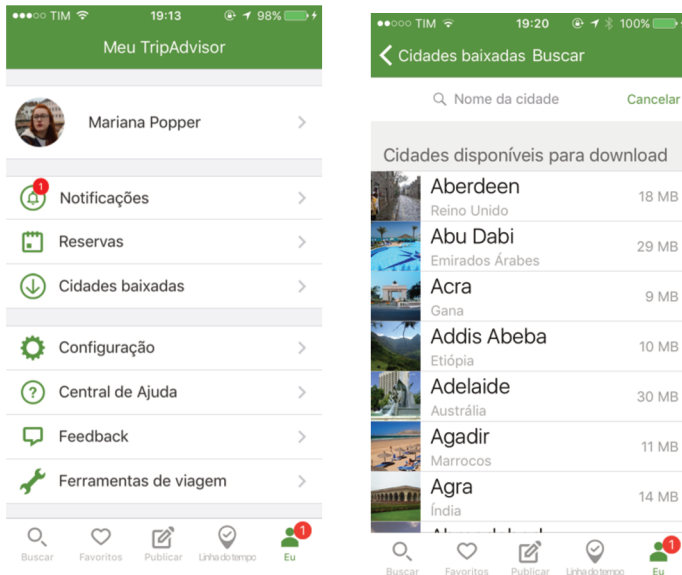 TIM 19:13 98%
Meu TripAdvisor
Mariana Popper
1
Notificações
Reservas
Cidades baixadas
Configuração
? Central de Ajuda
Feedback
Ferramentas de viagem
1
Buscar Favoritos Publicar Linha do tempo Eu
TIM 19:20 100%
Cidades baixadas Buscar
Nome da cidade Cancelar
Cidades disponíveis para download
Aberdeen
Reino Unido 18 MB
Abu Dabi
Emirados Árabes 29 MB
Acra
Gana 9 MB
Addis Abeba
Etiópia 10 MB
Adelaide
Austrália 30 MB
Agadir
Marrocos 11 MB
Agra
Índia 14 MB
1
Buscar Favoritos Publicar Linha do tempo Eu